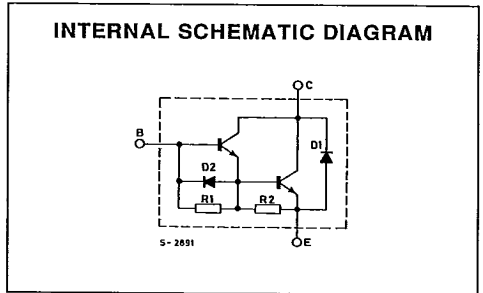 INTERNAL SCHEMATIC DIAGRAM
C
B
D1
D2
R1 R2
S-2891
E